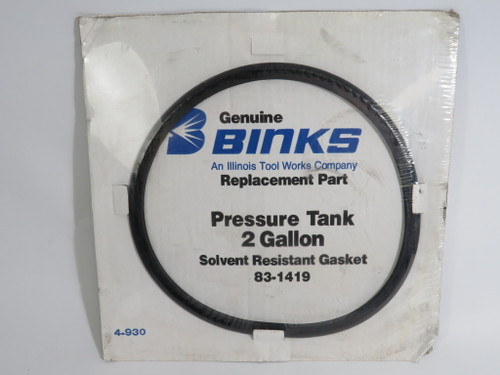 Genuine
BINKS
An Illinois Tool Works Company
Replacement Part
Pressure Tank
2 Gallon
Solvent Resistant Gasket
83-1419
4-930